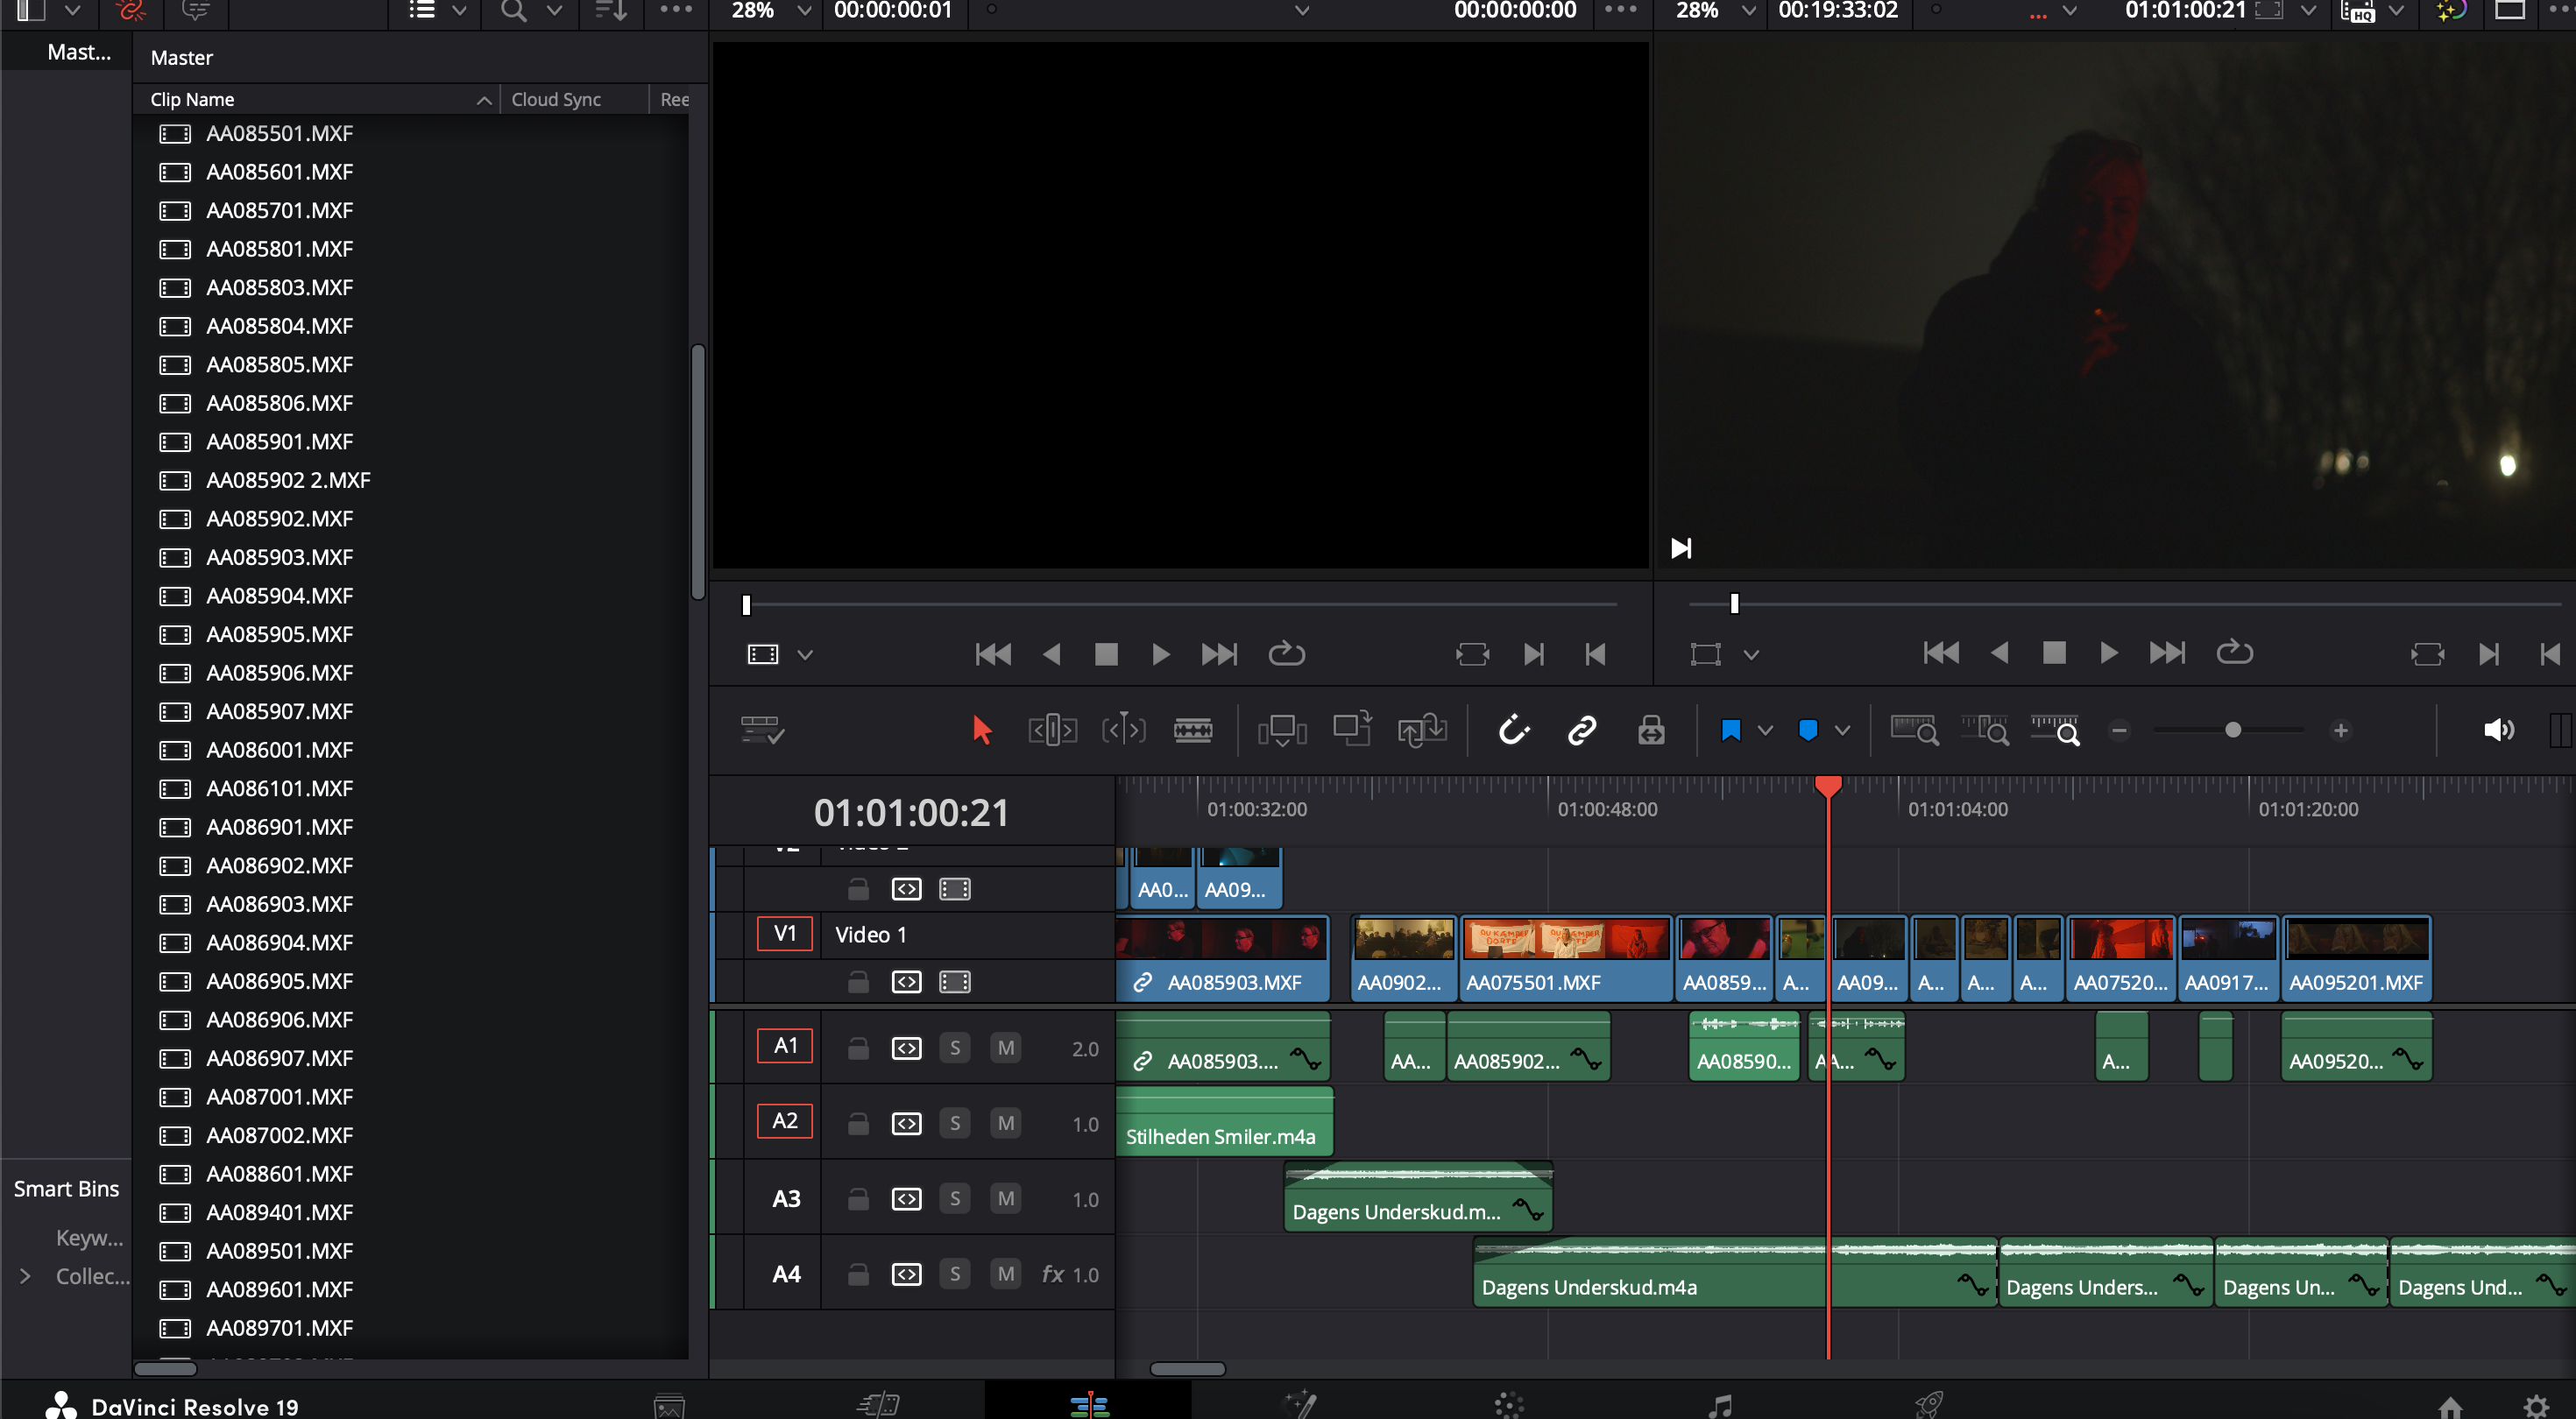 28%
00:00:00:01
00:00:00:00
28%
00:19:33:02
01:01:00:21
HQ
Mast...
Master
Clip Name
Cloud Sync
Ree
AA085501.MXF
AA085601.MXF
AA085701.MXF
AA085801.MXF
AA085803.MXF
AA085804.MXF
AA085805.MXF
AA085806.MXF
AA085901.MXF
AA085902 2.MXF
AA085902.MXF
AA085903.MXF
AA085904.MXF
AA085905.MXF
AA085906.MXF
AA085907.MXF
AA086001.MXF
AA086101.MXF
AA086901.MXF
AA086902.MXF
AA086903.MXF
AA086904.MXF
AA086905.MXF
AA086906.MXF
AA086907.MXF
AA087001.MXF
AA087002.MXF
AA088601.MXF
AA089401.MXF
AA089501.MXF
AA089601.MXF
AA089701.MXF
Smart Bins
Keyw...
Collec...
01:01:00:21
01:00:32:00
01:00:48:00
01:01:04:00
01:01:20:00
AA0...
AA09...
V1
Video 1
DU KÆMPER
DU KÆMPER
AA085903.MXF
AA0902...
AA075501.MXF
AA0859...
A...
AA09...
A...
A...
A...
AA07520...
AA0917...
AA095201.MXF
A1
S
M
2.0
AA085903....
AA...
AA085902...
AA08590...
AA...
A...
AA09520...
A2
S
M
1.0
Stilheden Smiler.m4a
A3
S
M
1.0
Dagens Underskud.m...
A4
S
M
fx 1.0
Dagens Underskud.m4a
Dagens Unders...
Dagens Un...
Dagens Und...
DaVinci Resolve 19